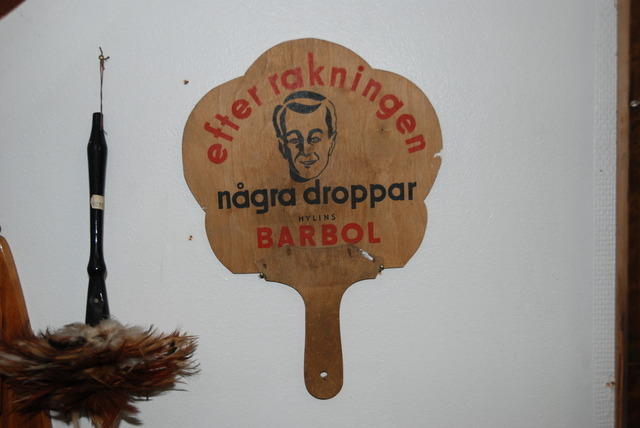 efter rakningen
några droppar
HYLINS
BARBOL